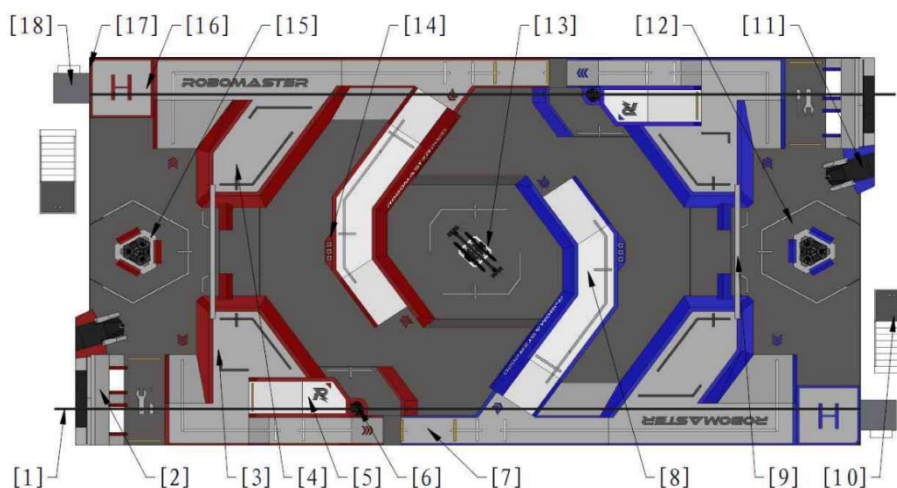 [18] [17] [16] [15] [14] [13] [12] [11]
H ROBOMASTER
R
R
ROBOMASTER H
[1] [2] [3] [4] [5] [6] [7] [8] [9] [10]